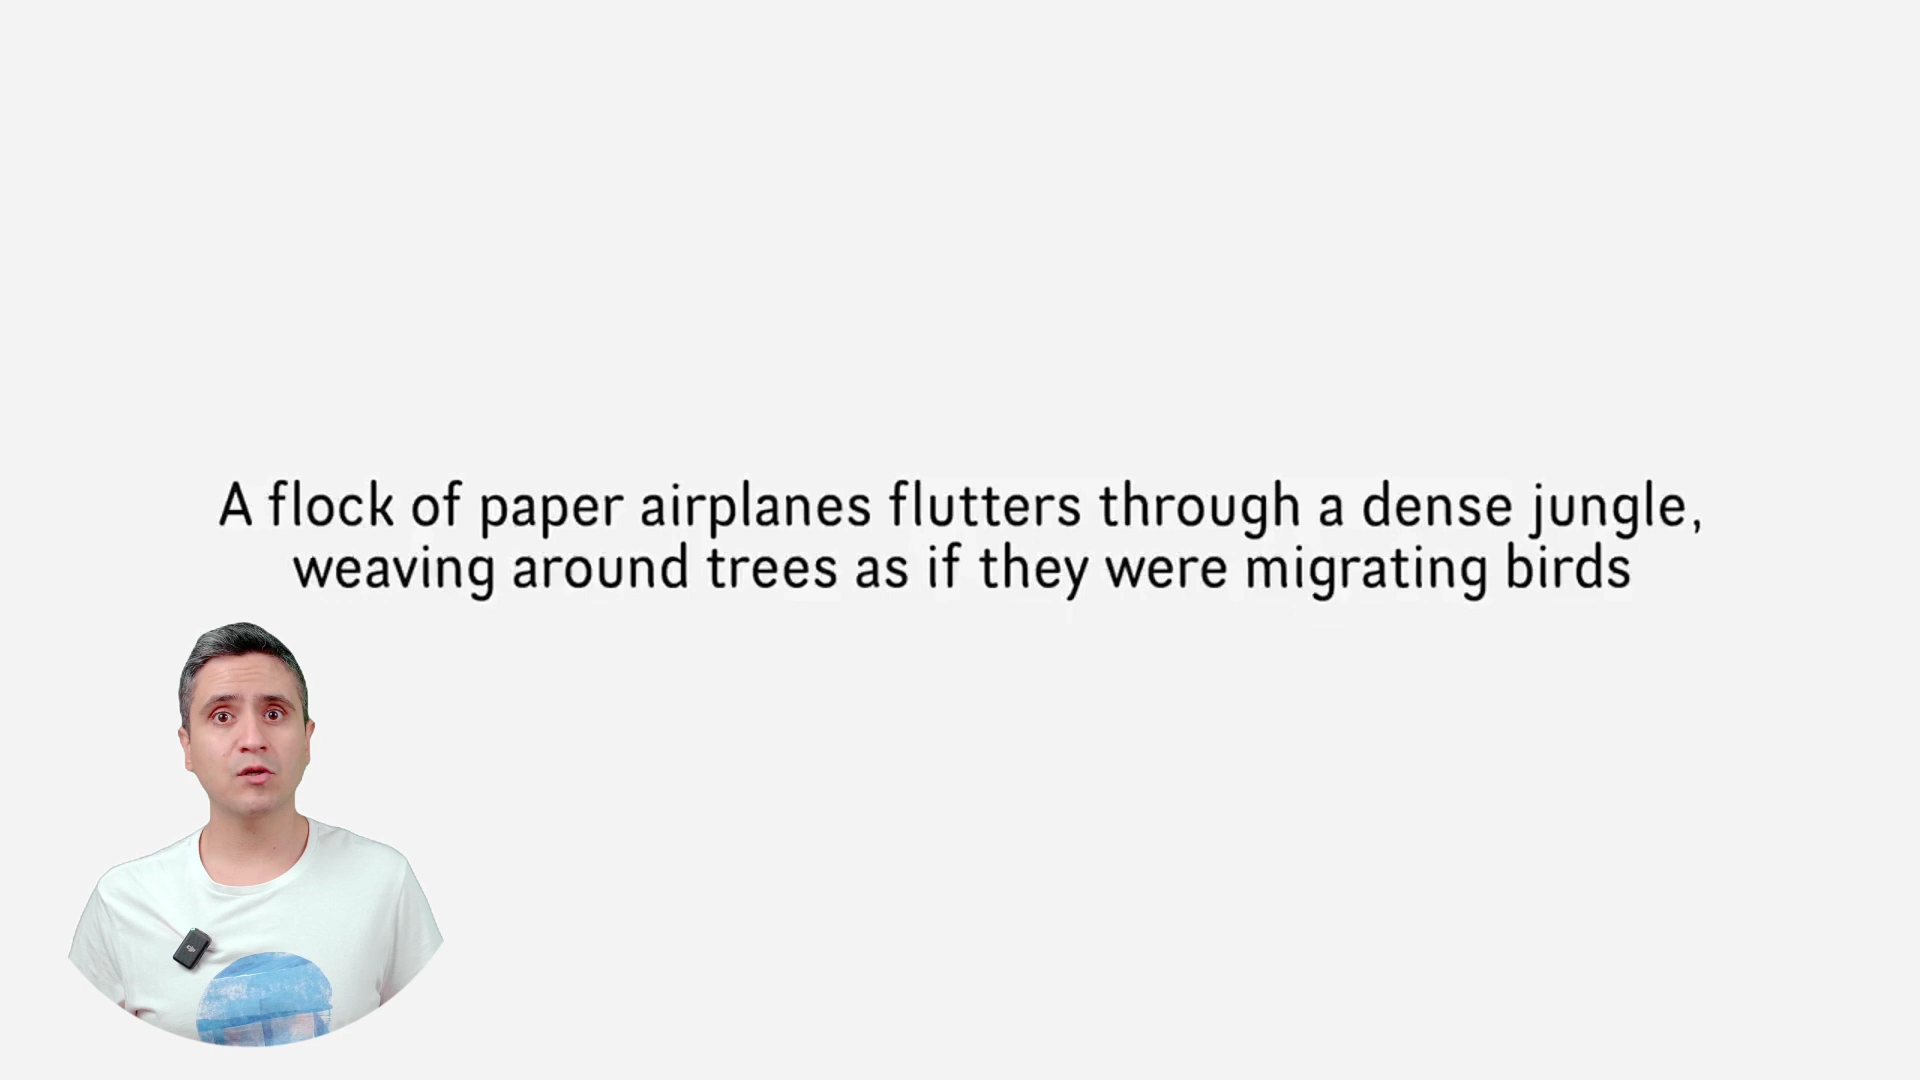 A flock of paper airplanes flutters through a dense jungle,
weaving around trees as if they were migrating birds